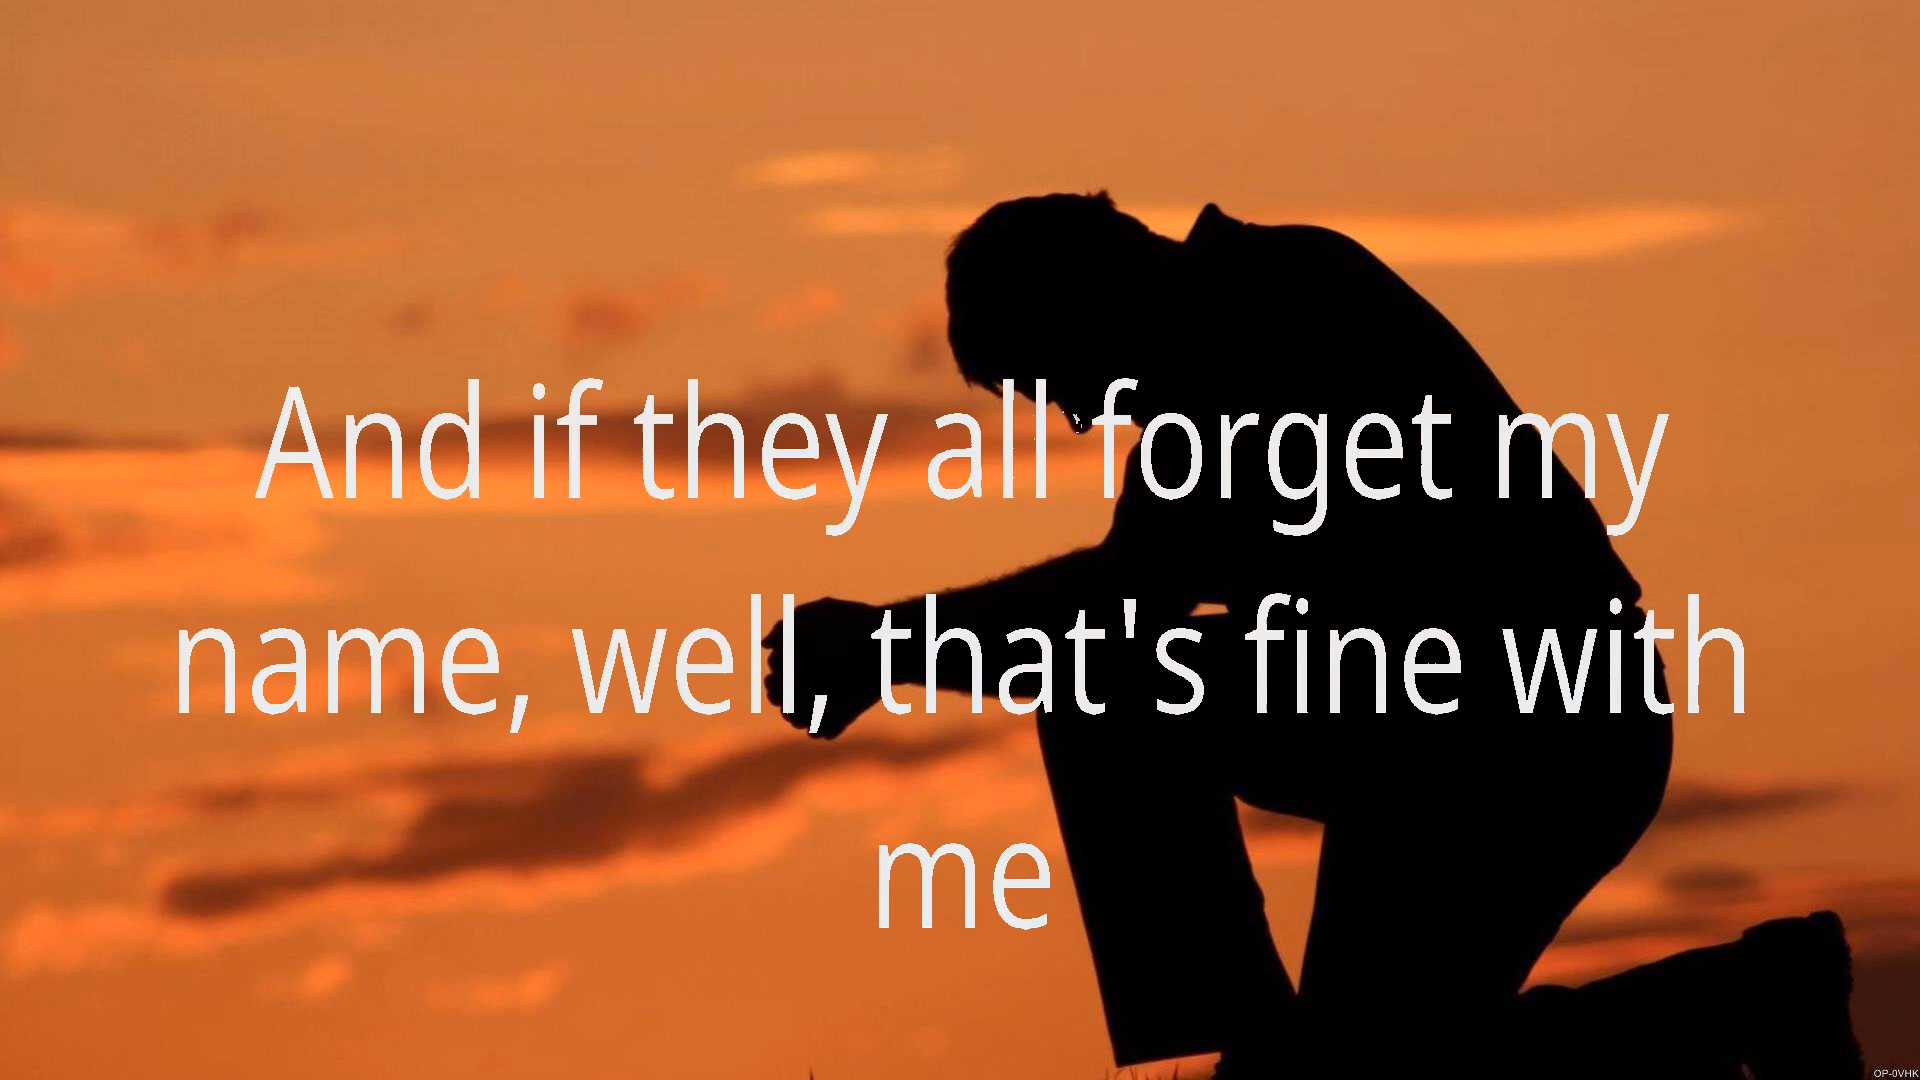 And if they all forget my
name, well, that's fine with
me
OP-0VHK